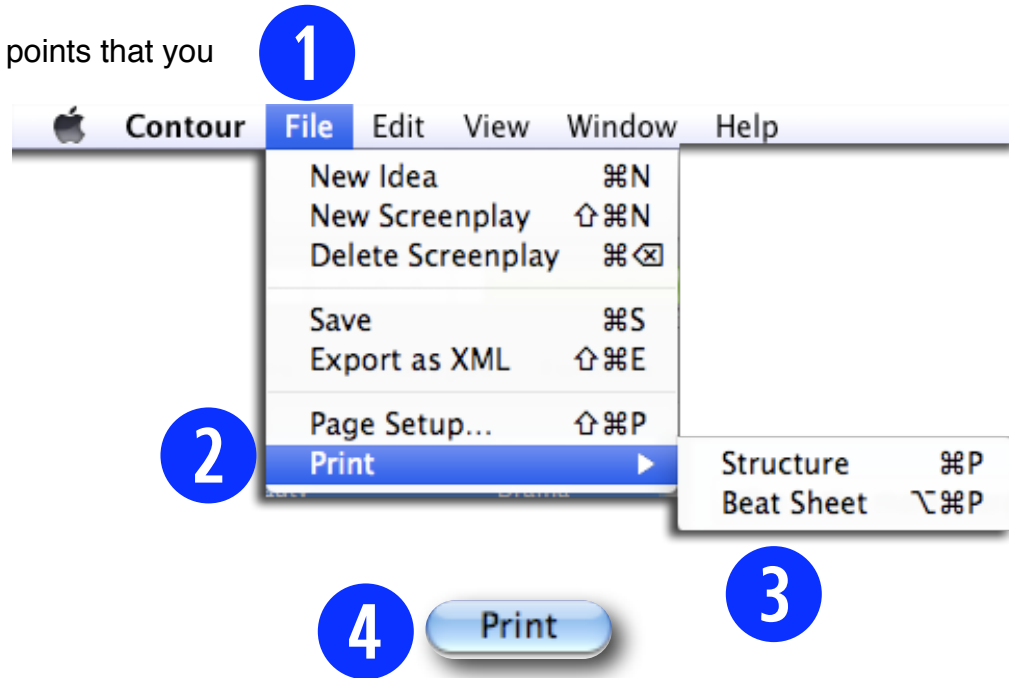 points that you
1
Contour File Edit View Window Help
New Idea ⌘N
New Screenplay ⇧⌘N
Delete Screenplay ⌘⌫
Save ⌘S
Export as XML ⇧⌘E
Page Setup... ⇧⌘P
2
Print ▶
Structure ⌘P
Beat Sheet ⌥⌘P
3
4
Print